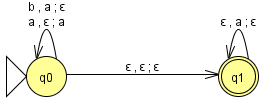 b , a ; ε
a , ε ; a
ε , a ; ε
q0
ε , ε ; ε
q1